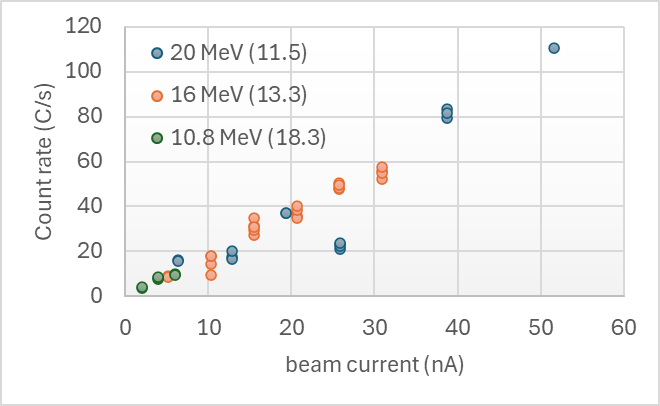 120
100
80
60
40
20
0
Count rate (C/s)
20 MeV (11.5)
16 MeV (13.3)
10.8 MeV (18.3)
0 10 20 30 40 50 60
beam current (nA)